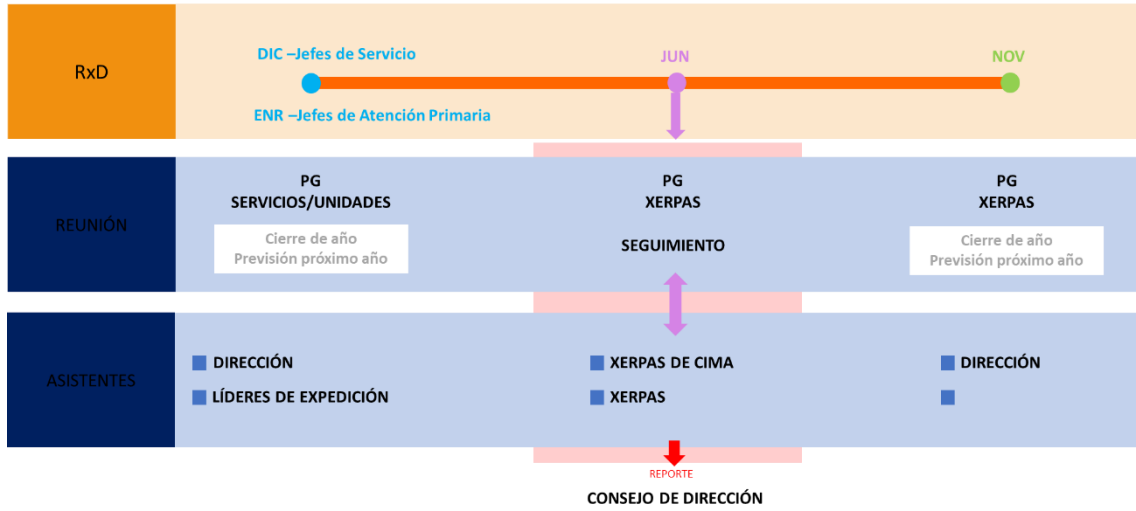 RxD
DIC –Jefes de Servicio
JUN
NOV
ENR –Jefes de Atención Primaria
REUNIÓN
PG
SERVICIOS/UNIDADES
Cierre de año
Previsión próximo año
PG
XERPAS
SEGUIMIENTO
PG
XERPAS
Cierre de año
Previsión próximo año
ASISTENTES
DIRECCIÓN
LÍDERES DE EXPEDICIÓN
XERPAS DE CIMA
XERPAS
DIRECCIÓN
REPORTE
CONSEJO DE DIRECCIÓN